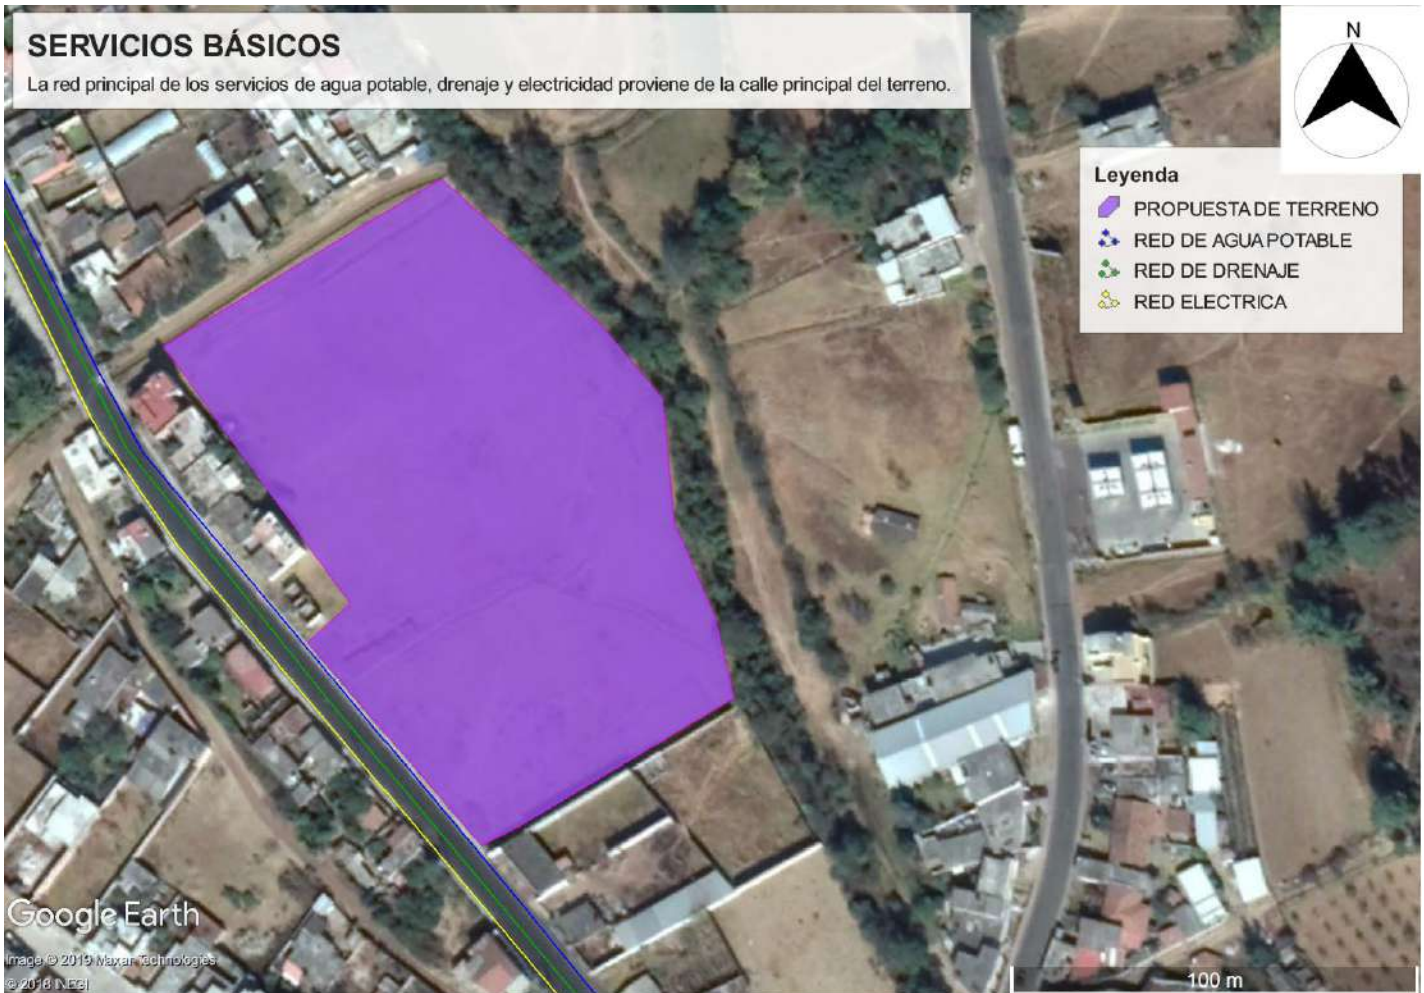 SERVICIOS BÁSICOS
La red principal de los servicios de agua potable, drenaje y electricidad proviene de la calle principal del terreno.
N
Leyenda
PROPUESTA DE TERRENO
RED DE AGUA POTABLE
RED DE DRENAJE
RED ELECTRICA
Google Earth
Image © 2019 Maxar Technologies
© 2018 INEGI
100 m